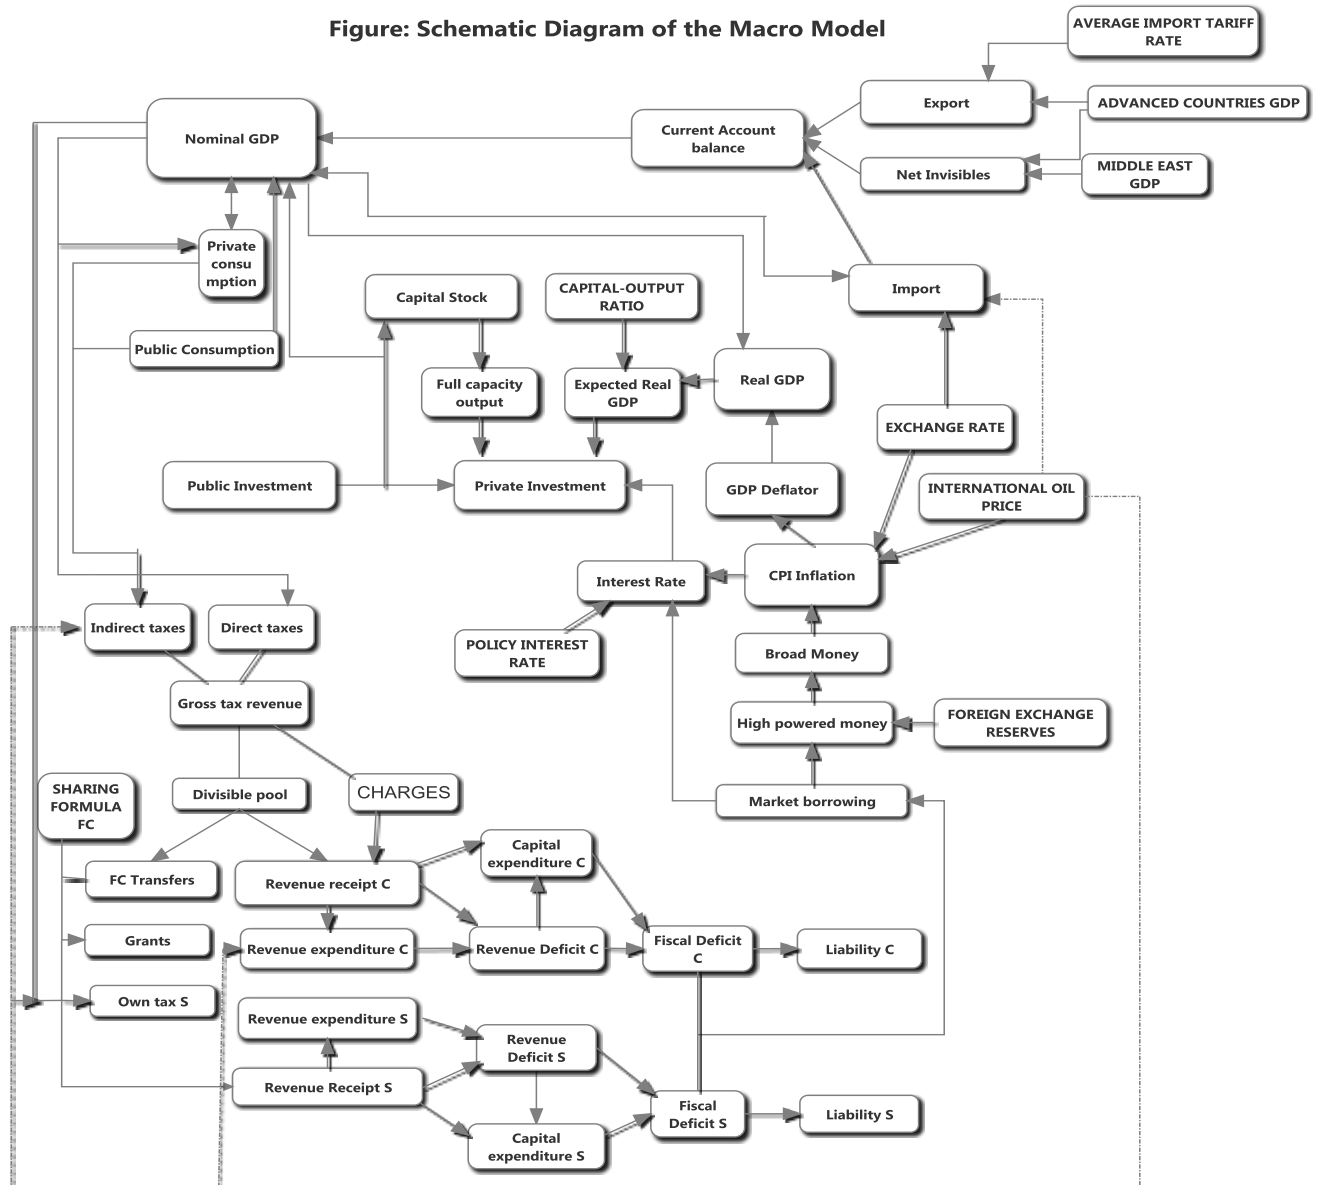 Figure: Schematic Diagram of the Macro Model
AVERAGE IMPORT TARIFF
RATE
Export
ADVANCED COUNTRIES GDP
Nominal GDP
Current Account
balance
Net Invisibles
MIDDLE EAST
GDP
Private
consu
mption
Import
Capital Stock
CAPITAL-OUTPUT
RATIO
Public Consumption
Full capacity
output
Expected Real
GDP
Real GDP
EXCHANGE RATE
Public Investment
Private Investment
GDP Deflator
INTERNATIONAL OIL
PRICE
Interest Rate
CPI Inflation
Indirect taxes
Direct taxes
POLICY INTEREST
RATE
Broad Money
Gross tax revenue
High powered money
FOREIGN EXCHANGE
RESERVES
SHARING
FORMULA
FC
Divisible pool
CHARGES
Market borrowing
Capital
expenditure C
FC Transfers
Revenue receipt C
Grants
Revenue expenditure C
Revenue Deficit C
Fiscal Deficit
C
Liability C
Own tax S
Revenue expenditure S
Revenue
Deficit S
Revenue Receipt S
Fiscal
Deficit S
Liability S
Capital
expenditure S